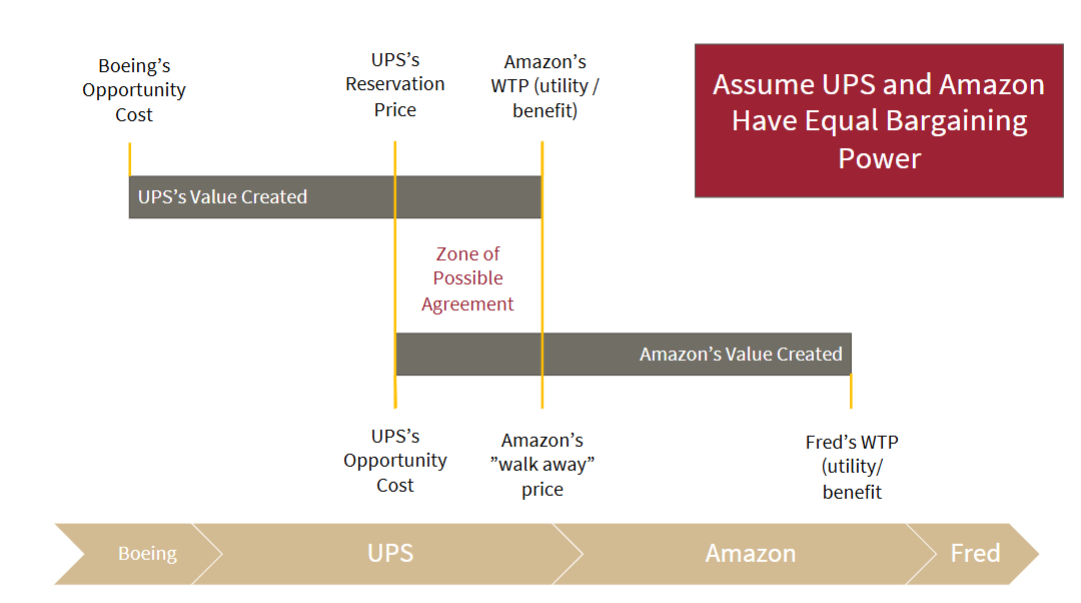 Boeing's
Opportunity
Cost
UPS's
Reservation
Price
Amazon's
WTP (utility /
benefit)
Assume UPS and Amazon
Have Equal Bargaining
Power
UPS's Value Created
Zone of
Possible
Agreement
Amazon's Value Created
UPS's
Opportunity
Cost
Amazon's
”walk away”
price
Fred's WTP
(utility/
benefit
Boeing
UPS
Amazon
Fred